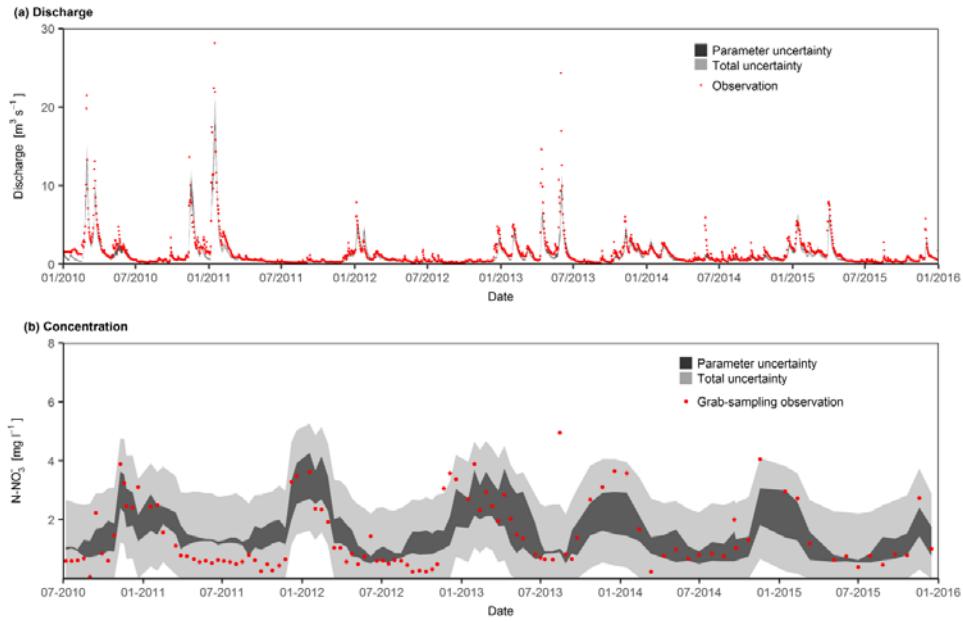 (a) Discharge
30
20
10
0
Discharge [m³ s⁻¹]
Parameter uncertainty
Total uncertainty
Observation
01/2010 07/2010 01/2011 07/2011 01/2012 07/2012 01/2013 07/2013 01/2014 07/2014 01/2015 07/2015 01/2016
Date
(b) Concentration
8
6
4
2
N-NO₃⁻ [mg l⁻¹]
Parameter uncertainty
Total uncertainty
Grab-sampling observation
07-2010 01/2011 07/2011 01/2012 07/2012 01/2013 07/2013 01/2014 07/2014 01/2015 07/2015 01/2016
Date